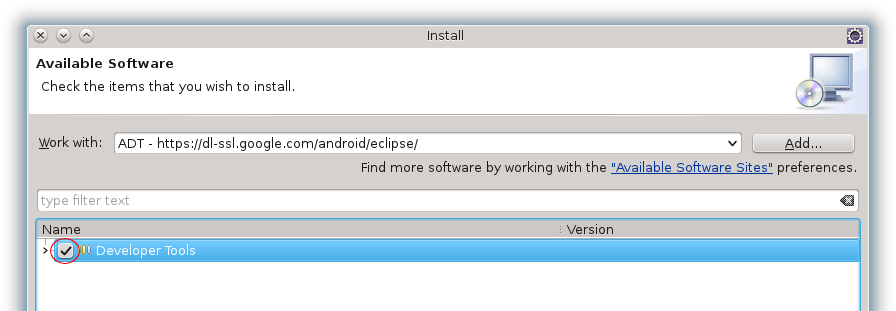 Install
Available Software
Check the items that you wish to install.
Work with: ADT - https://dl-ssl.google.com/android/eclipse/ Add...
Find more software by working with the "Available Software Sites" preferences.
type filter text
Name Version
Developer Tools